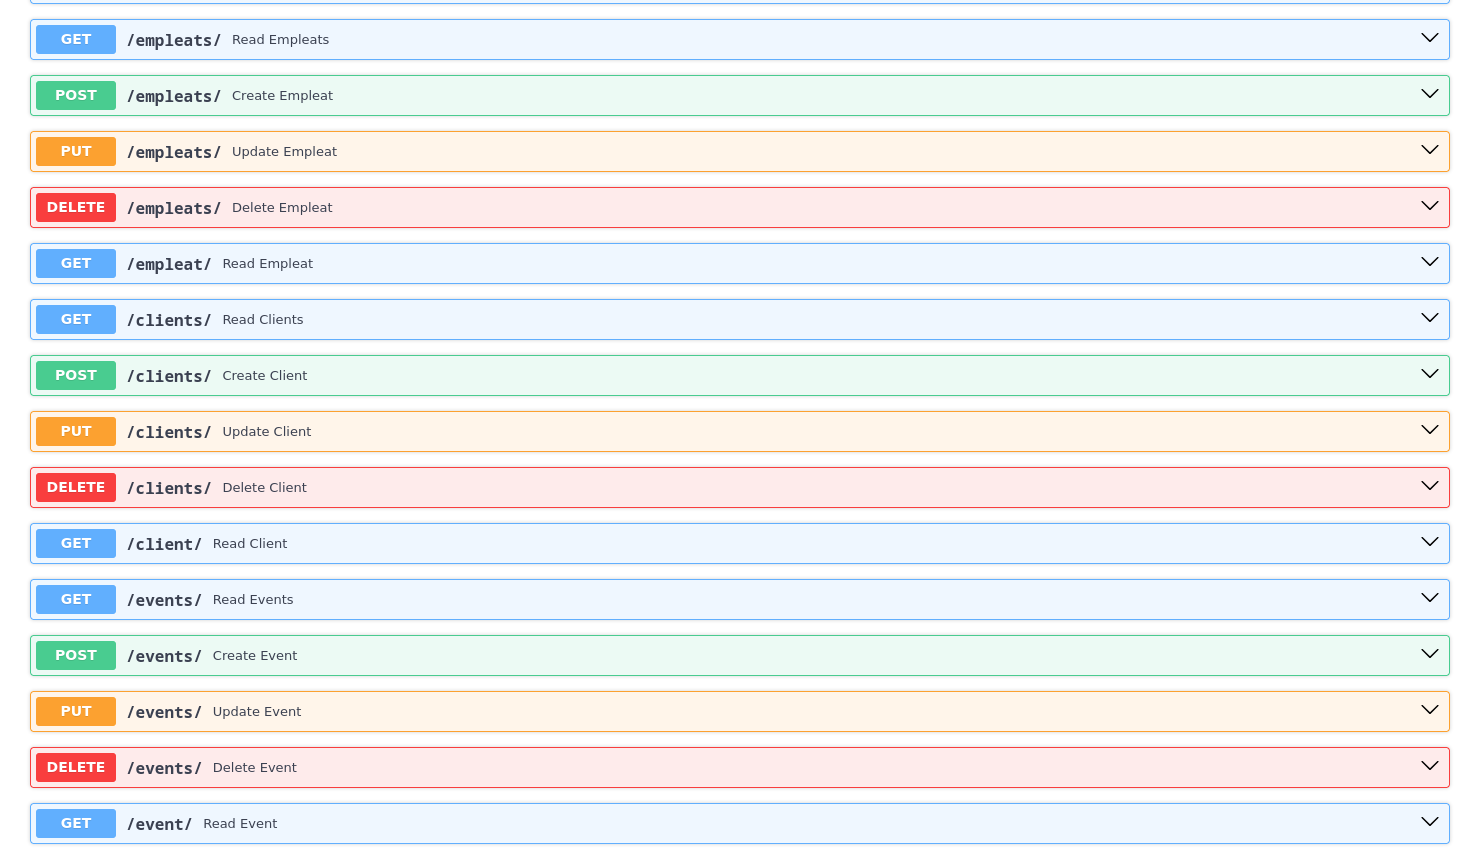 GET /empleats/ Read Empleats
POST /empleats/ Create Empleat
PUT /empleats/ Update Empleat
DELETE /empleats/ Delete Empleat
GET /empleat/ Read Empleat
GET /clients/ Read Clients
POST /clients/ Create Client
PUT /clients/ Update Client
DELETE /clients/ Delete Client
GET /client/ Read Client
GET /events/ Read Events
POST /events/ Create Event
PUT /events/ Update Event
DELETE /events/ Delete Event
GET /event/ Read Event